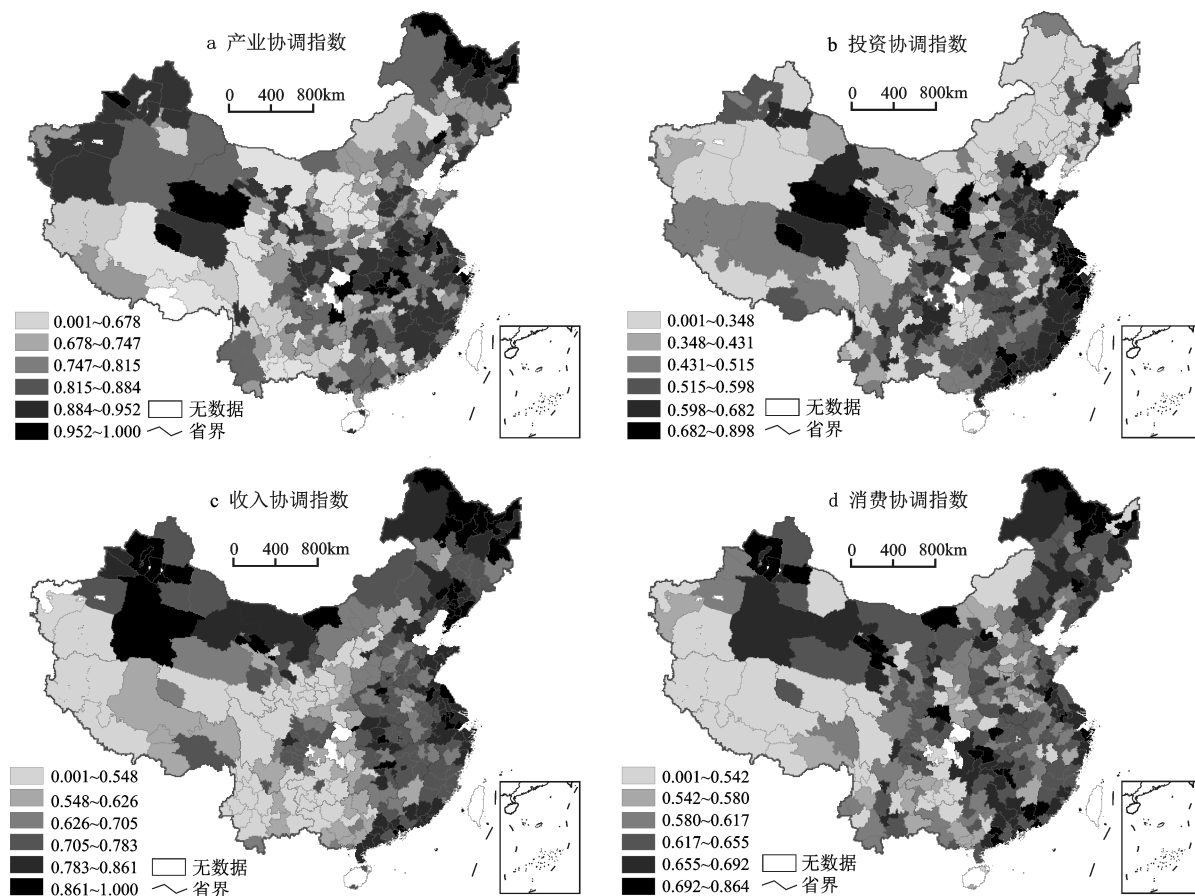 a 产业协调指数
0 400 800km
0.001~0.678
0.678~0.747
0.747~0.815
0.815~0.884
0.884~0.952
0.952~1.000
无数据
省界
b 投资协调指数
0 400 800km
0.001~0.348
0.348~0.431
0.431~0.515
0.515~0.598
0.598~0.682
0.682~0.898
无数据
省界
c 收入协调指数
0 400 800km
0.001~0.548
0.548~0.626
0.626~0.705
0.705~0.783
0.783~0.861
0.861~1.000
无数据
省界
d 消费协调指数
0 400 800km
0.001~0.542
0.542~0.580
0.580~0.617
0.617~0.655
0.655~0.692
0.692~0.864
无数据
省界